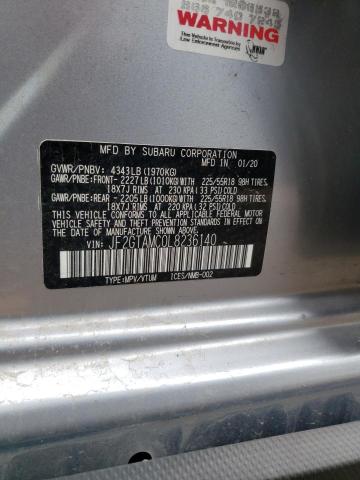 WARNING
MFD BY SUBARU CORPORATION
GVWR/PNBV: 4343LB(1970KG) MFD IN 01/20
GAWR/PNBE:FRONT- 2227LB(1010KG)WITH 225/55R18 98H TIRES,
18X7J RIMS AT 230 KPA(33 PSI)COLD
GAWR/PNBE:REAR - 2205LB(1000KG)WITH 225/55R18 98H TIRES,
18X7J RIMS AT 220 KPA(32 PSI)COLD
THIS VEHICLE CONFORMS TO ALL APPLICABLE FEDERAL MOTOR
VEHICLE SAFETY AND THEFT PREVENTION STANDARDS
IN EFFECT ON THE DATE OF MANUFACTURE SHOWN ABOVE.
VIN: JF2GTAMC0L8236140
TYPE:MPV/VTUM ICES/NMB-002